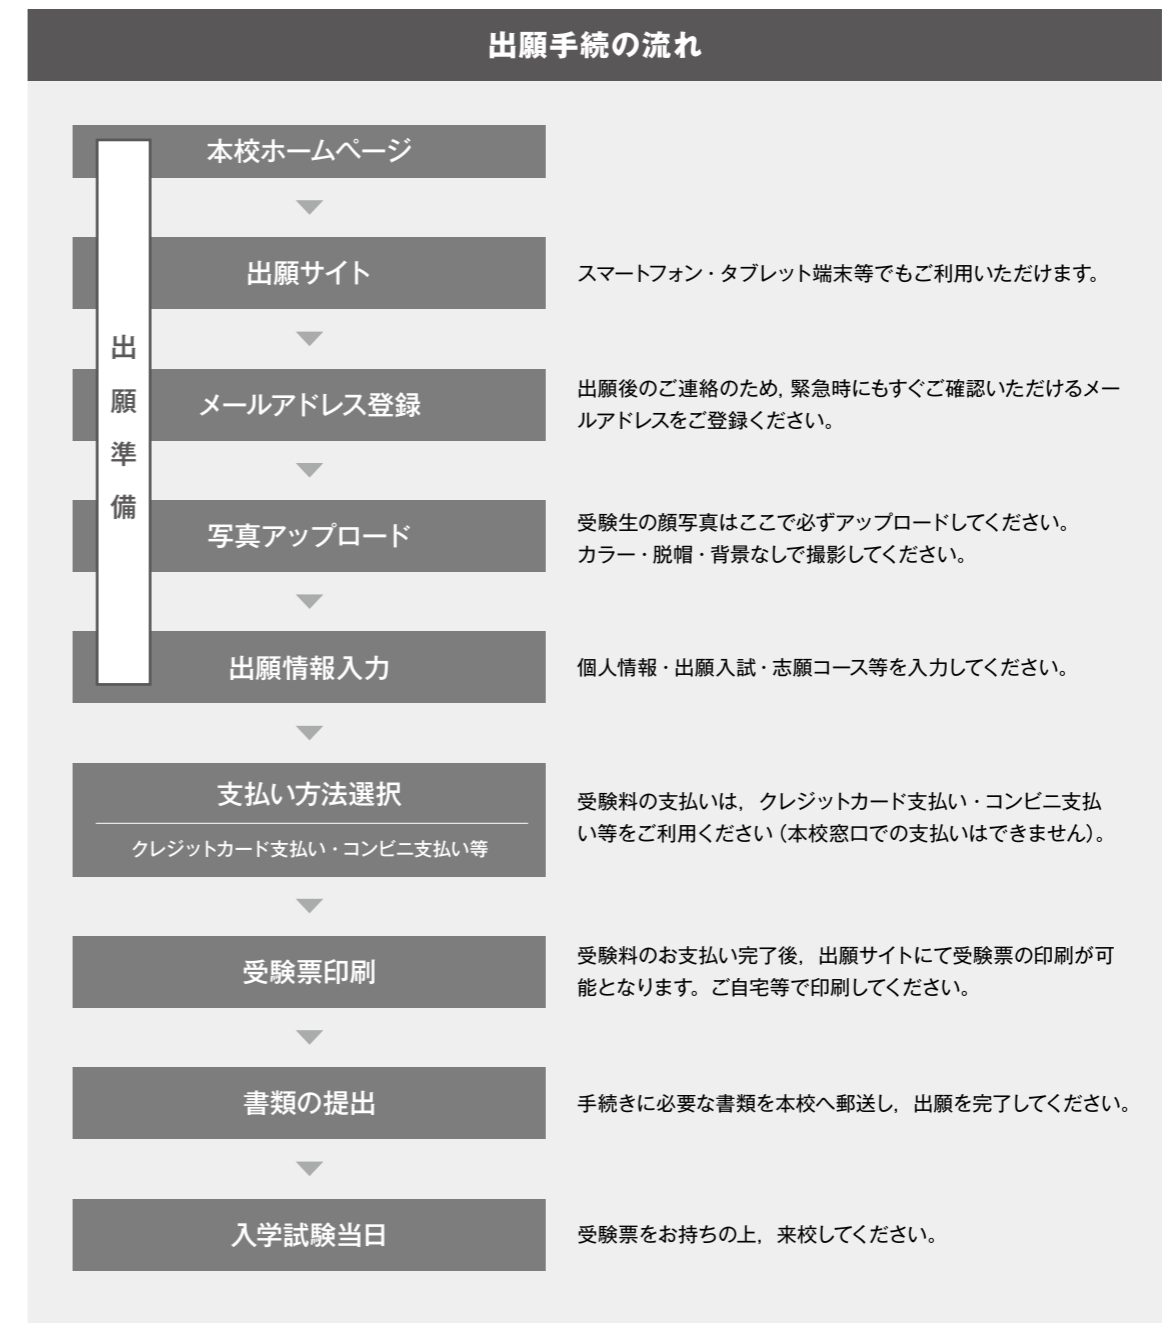 出願手続の流れ
出願準備
本校ホームページ
出願サイト
スマートフォン・タブレット端末等でもご利用いただけます。
メールアドレス登録
出願後のご連絡のため,緊急時にもすぐご確認いただけるメー
ルアドレスをご登録ください。
写真アップロード
受験生の顔写真はここで必ずアップロードしてください。
カラー・脱帽・背景なしで撮影してください。
出願情報入力
個人情報・出願入試・志願コース等を入力してください。
支払い方法選択
クレジットカード支払い・コンビニ支払い等
受験料の支払いは，クレジットカード支払い・コンビニ支払
い等をご利用ください（本校窓口での支払いはできません）。
受験票印刷
受験料のお支払い完了後，出願サイトにて受験票の印刷が可
能となります。ご自宅等で印刷してください。
書類の提出
手続きに必要な書類を本校へ郵送し，出願を完了してください。
入学試験当日
受験票をお持ちの上，来校してください。